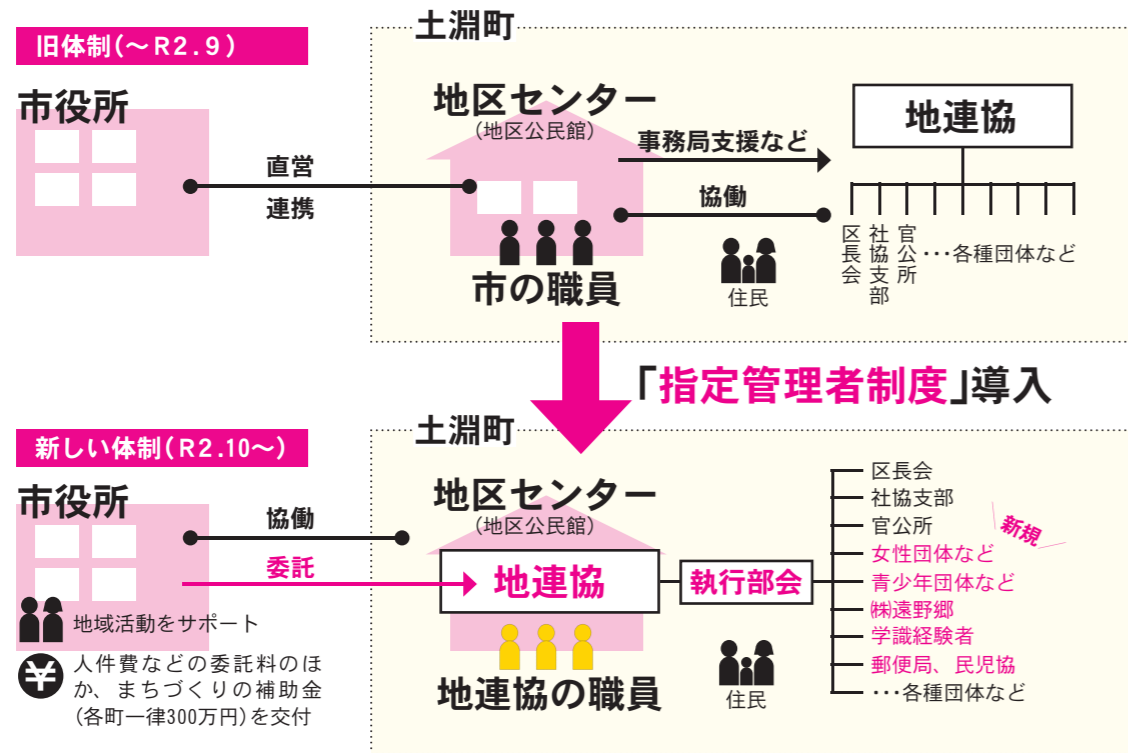 旧体制(～R2.9)
土淵町
市役所
地区センター
(地区公民館)
地連協
直営
連携
事務局支援など
協働
区長会
社協支部
官公所
･･･各種団体など
市の職員
住民
「指定管理者制度」導入
新しい体制(R2.10～)
土淵町
市役所
地区センター
(地区公民館)
協働
委託
地連協
執行部会
区長会
社協支部
官公所
新規
女性団体など
青少年団体など
㈱遠野郷
学識経験者
郵便局、民児協
･･･各種団体など
地域活動をサポート
人件費などの委託料のほ
か、まちづくりの補助金
(各町一律300万円)を交付
地連協の職員
住民